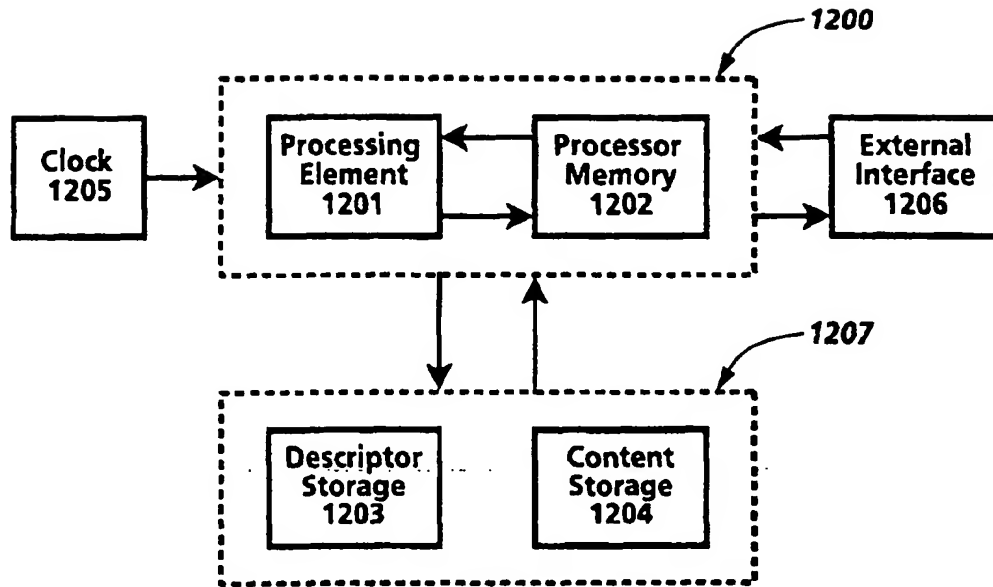 1200
Clock
1205
Processing
Element
1201
Processor
Memory
1202
External
Interface
1206
1207
Descriptor
Storage
1203
Content
Storage
1204